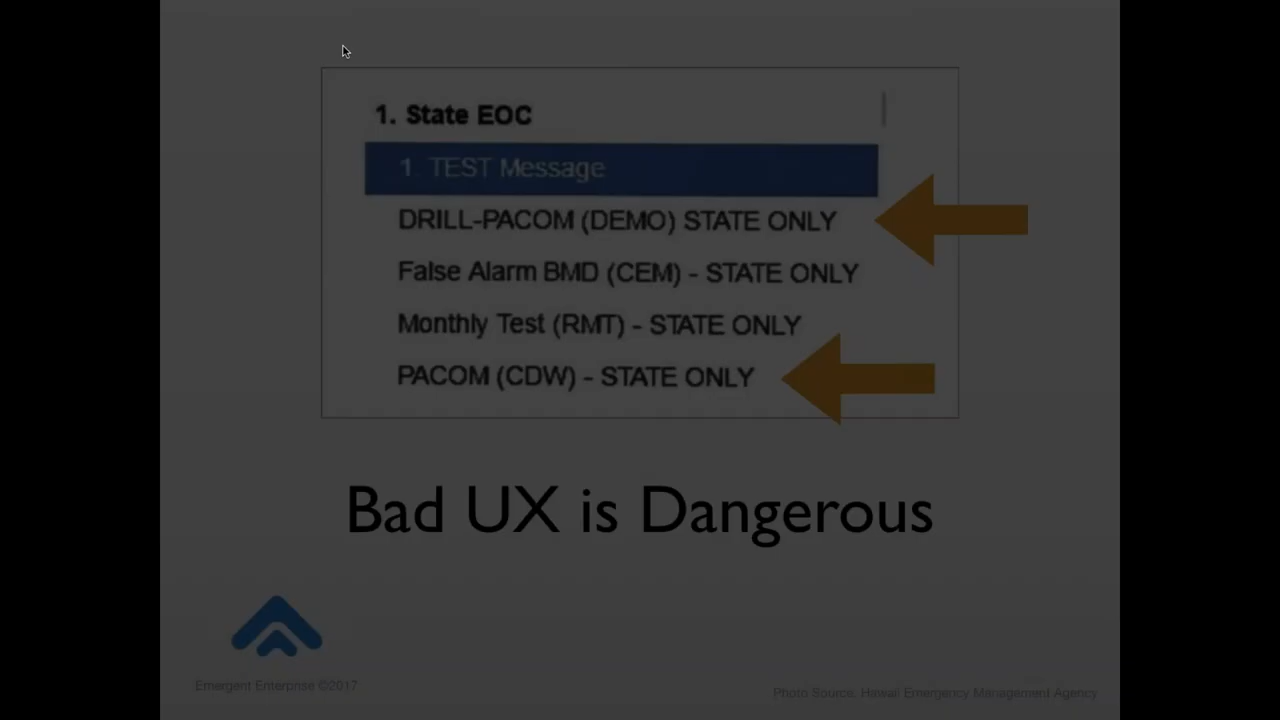 1. State EOC
1. TEST Message
DRILL-PACOM (DEMO) STATE ONLY
False Alarm BMD (CEM) - STATE ONLY
Monthly Test (RMT) - STATE ONLY
PACOM (CDW) - STATE ONLY
Bad UX is Dangerous
Emergent Enterprise ©2017
Photo Source: Hawaii Emergency Management Agency